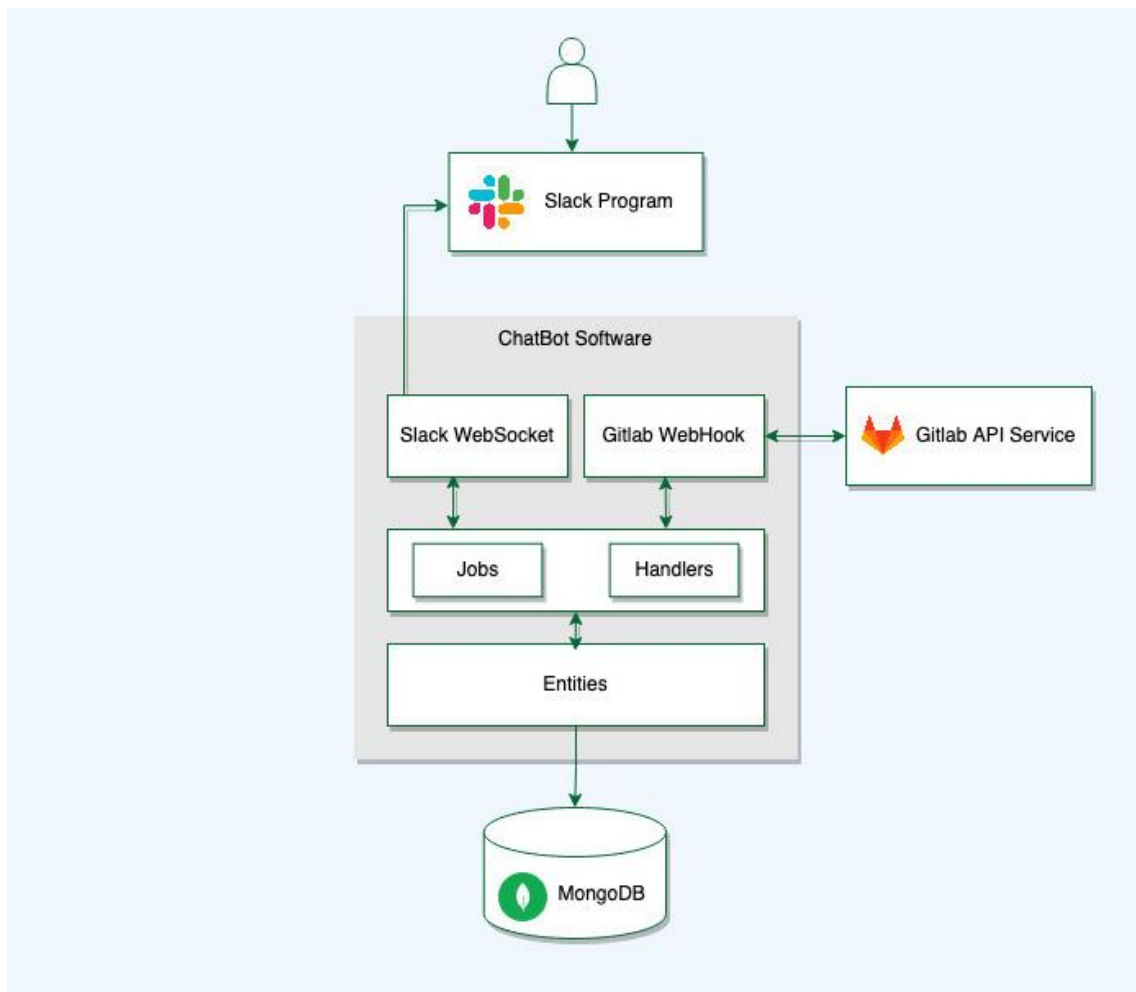 Slack Program
ChatBot Software
Slack WebSocket
Gitlab WebHook
Gitlab API Service
Jobs
Handlers
Entities
MongoDB